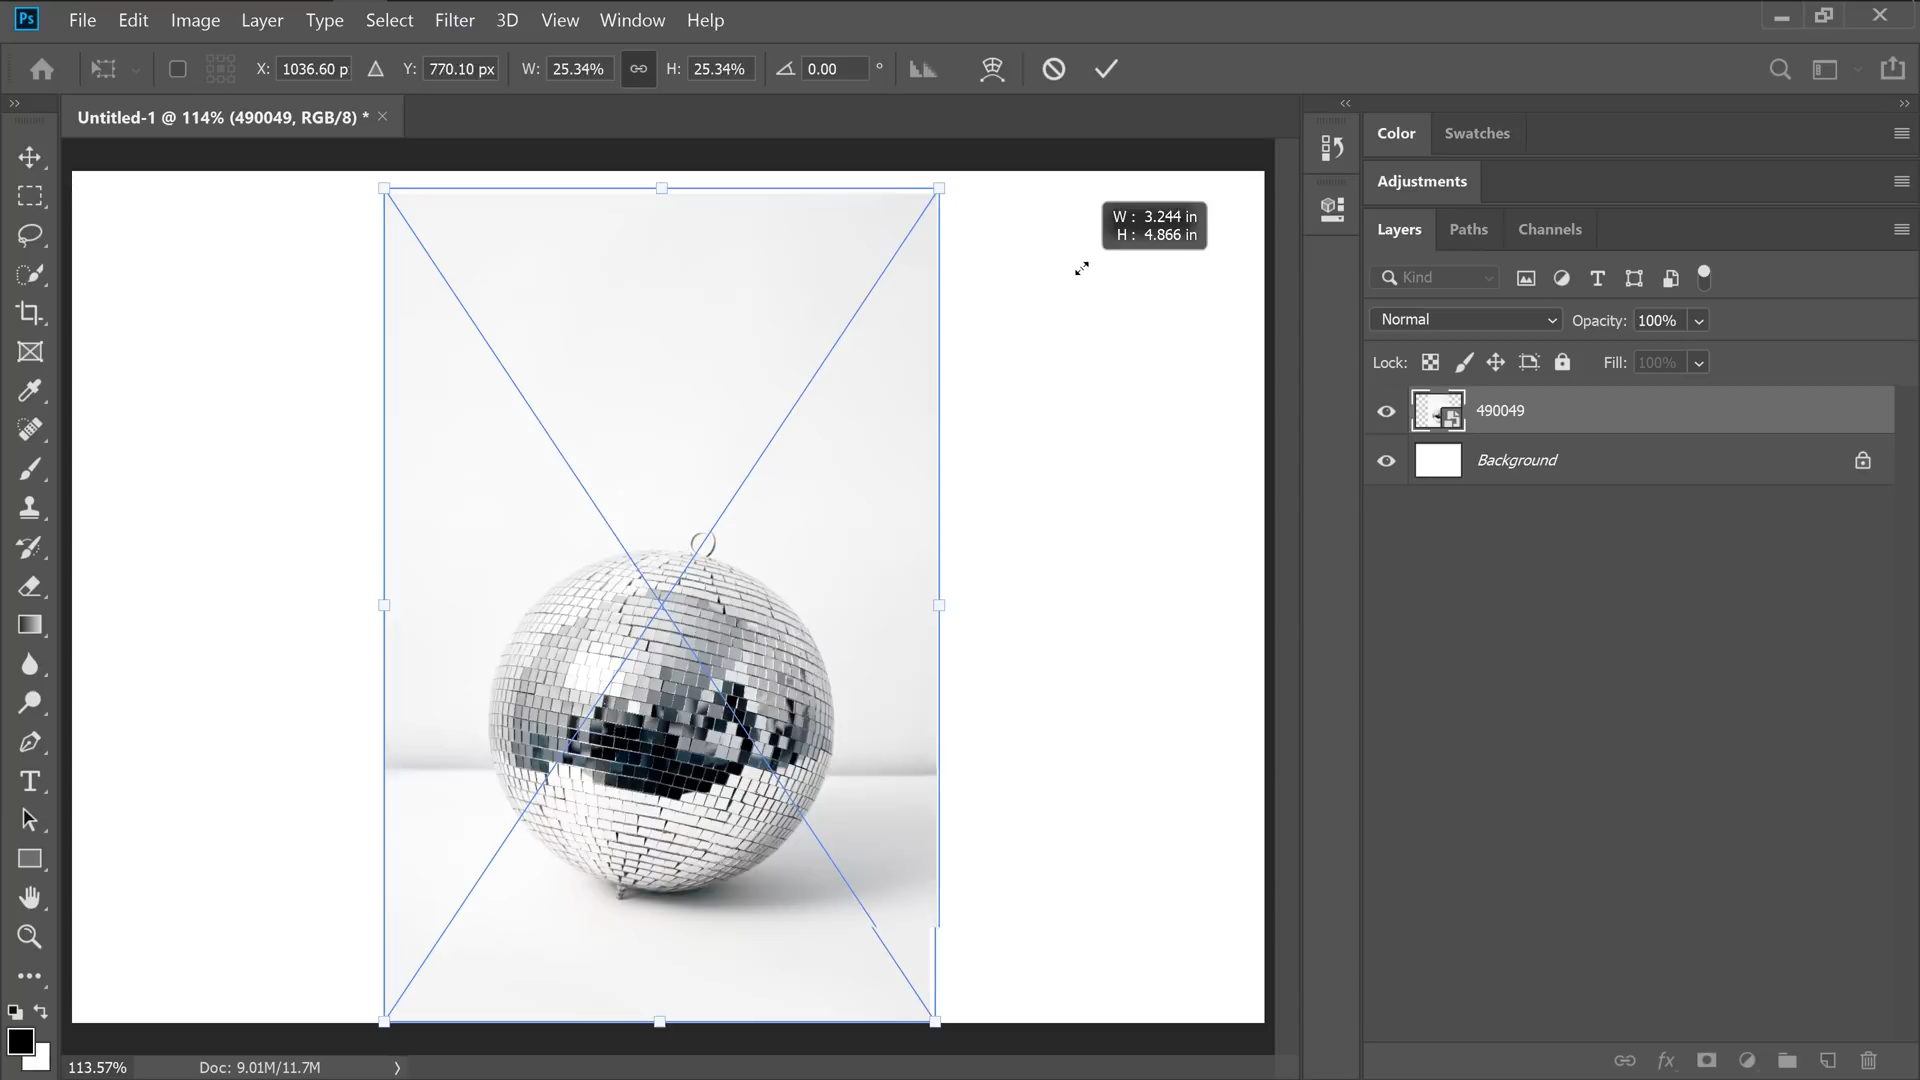 Ps File Edit Image Layer Type Select Filter 3D View Window Help
X: 1036.60 p Y: 770.10 px W: 25.34% H: 25.34% 0.00 °
Untitled-1 @ 114% (490049, RGB/8) *
Color Swatches
Adjustments
W : 3.244 in
H : 4.866 in
Layers Paths Channels
Kind
Normal Opacity: 100%
Lock: Fill: 100%
490049
Background
113.57% Doc: 9.01M/11.7M
fx